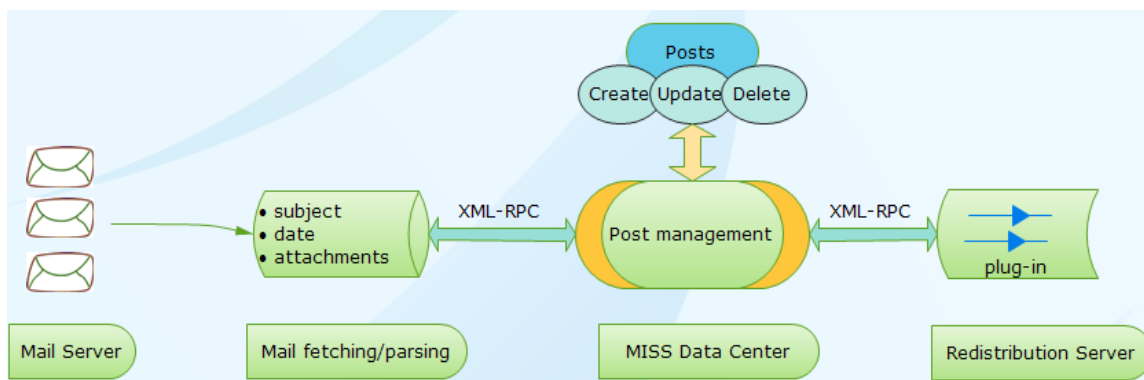 Posts
Create Update Delete
XML-RPC XML-RPC
• subject
• date
• attachments
Post management
plug-in
Mail Server Mail fetching/parsing MISS Data Center Redistribution Server